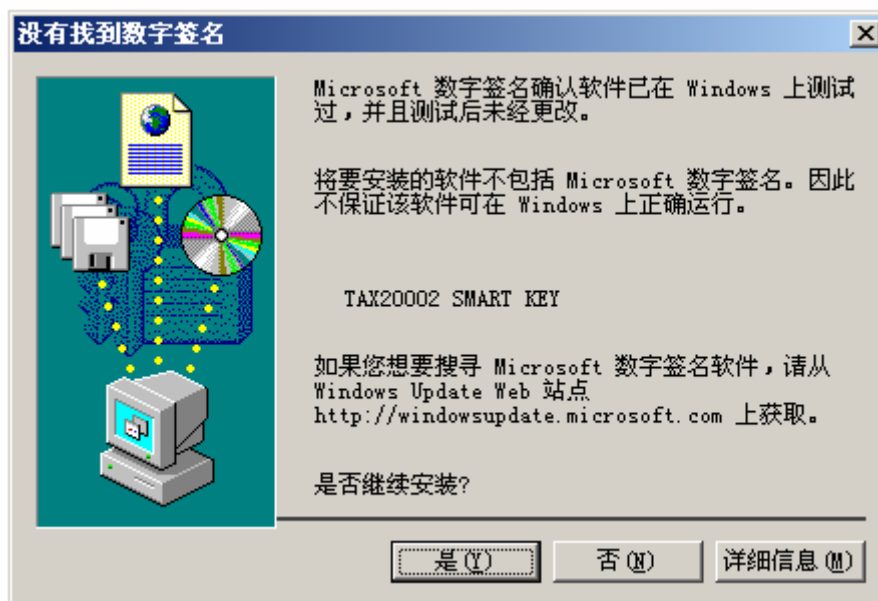 没有找到数字签名
Microsoft 数字签名确认软件已在 Windows 上测试
过，并且测试后未经更改。
将要安装的软件不包括 Microsoft 数字签名。因此
不保证该软件可在 Windows 上正确运行。
TAX20002 SMART KEY
如果您想要搜寻 Microsoft 数字签名软件，请从
Windows Update Web 站点
http://windowsupdate.microsoft.com 上获取。
是否继续安装?
是(Y) 否(N) 详细信息(M)